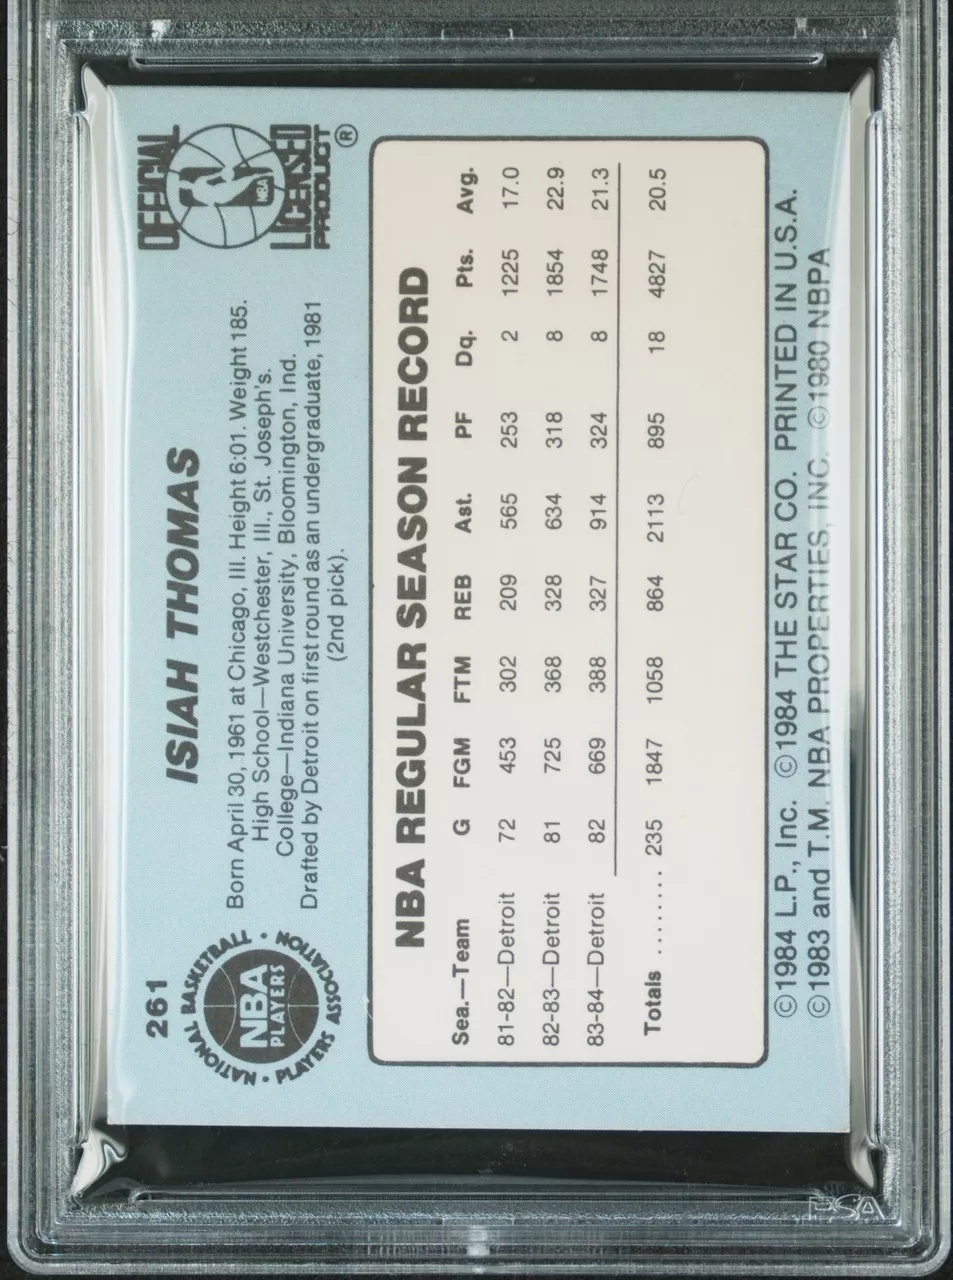 261
NATIONAL BASKETBALL • PLAYERS ASSOCIATION •
NBA
PLAYERS
ISIAH THOMAS
OFFICIAL
NBA
LICENSED
PRODUCT
®
Born April 30, 1961 at Chicago, Ill. Height 6:01. Weight 185.
High School—Westchester, Ill., St. Joseph's.
College—Indiana University, Bloomington, Ind.
Drafted by Detroit on first round as an undergraduate, 1981
(2nd pick).
NBA REGULAR SEASON RECORD
Sea.—Team G FGM FTM REB Ast. PF Dq. Pts. Avg.
81-82—Detroit 72 453 302 209 565 253 2 1225 17.0
82-83—Detroit 81 725 368 328 634 318 8 1854 22.9
83-84—Detroit 82 669 388 327 914 324 8 1748 21.3
Totals ........ 235 1847 1058 864 2113 895 18 4827 20.5
©1984 L.P., Inc. ©1984 THE STAR CO. PRINTED IN U.S.A.
©1983 and T.M. NBA PROPERTIES, INC. ©1980 NBPA
PSA